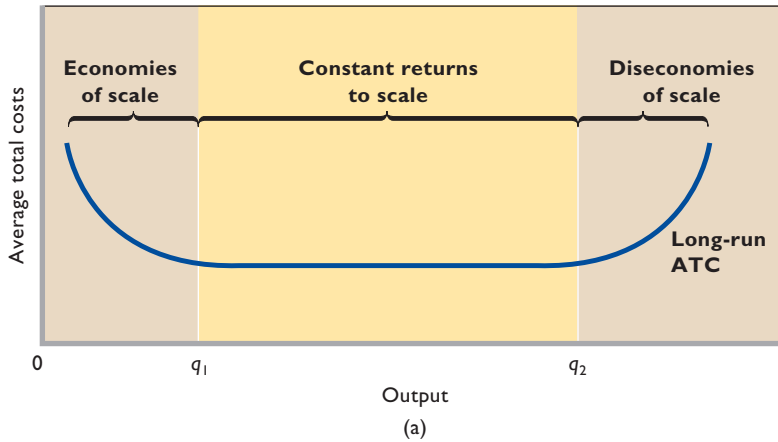 Economies
of scale
Constant returns
to scale
Diseconomies
of scale
Average total costs
Long-run
ATC
0
q1
q2
Output
(a)